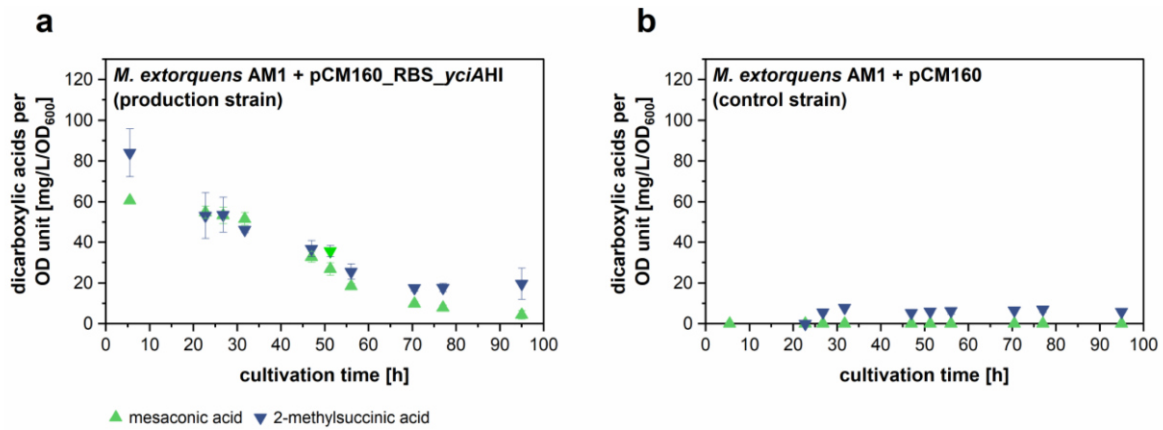 a
M. extorquens AM1 + pCM160_RBS_yciAHI
(production strain)
dicarboxylic acids per
OD unit [mg/L/OD600]
120
100
80
60
40
20
0
0 10 20 30 40 50 60 70 80 90 100
cultivation time [h]
mesaconic acid 2-methylsuccinic acid
b
M. extorquens AM1 + pCM160
(control strain)
dicarboxylic acids per
OD unit [mg/L/OD600]
120
100
80
60
40
20
0
0 10 20 30 40 50 60 70 80 90 100
cultivation time [h]